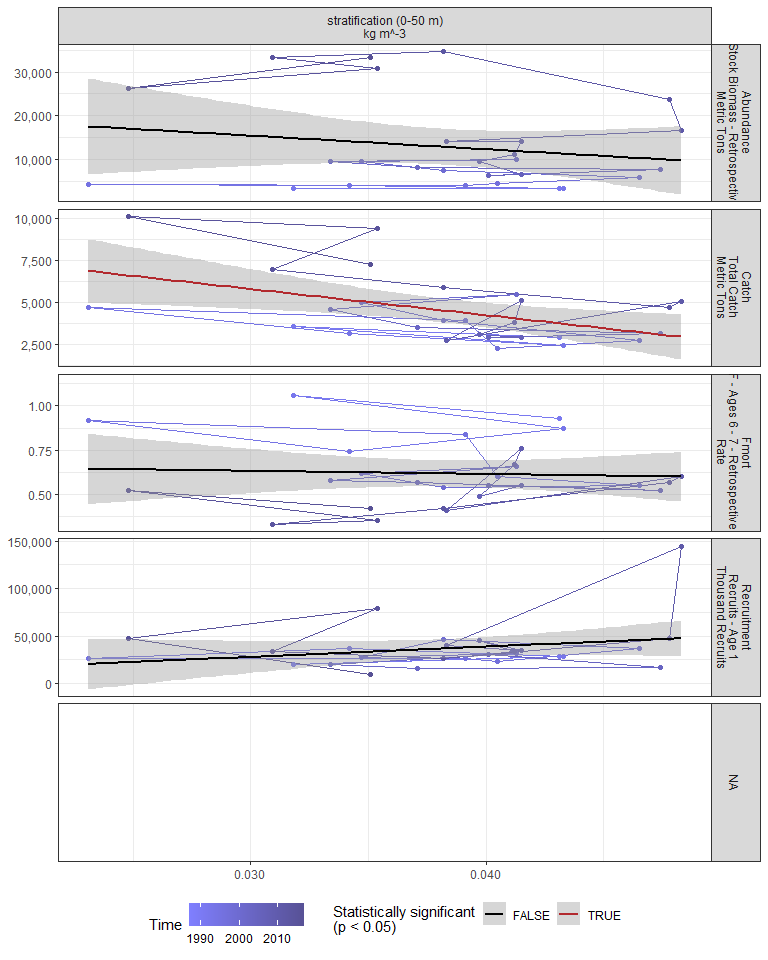 stratification (0-50 m)
kg m^-3
30,000
20,000
10,000
Abundance
Stock Biomass - Retrospectiv
Metric Tons
10,000
7,500
5,000
2,500
Catch
Total Catch
Metric Tons
1.00
0.75
0.50
Fmort
F - Ages 6 - 7 - Retrospective
Rate
150,000
100,000
50,000
0
Recruitment
Recruits - Age 1
Thousand Recruits
NA
0.030
0.040
Time
1990 2000 2010
Statistically significant
(p < 0.05)
FALSE
TRUE